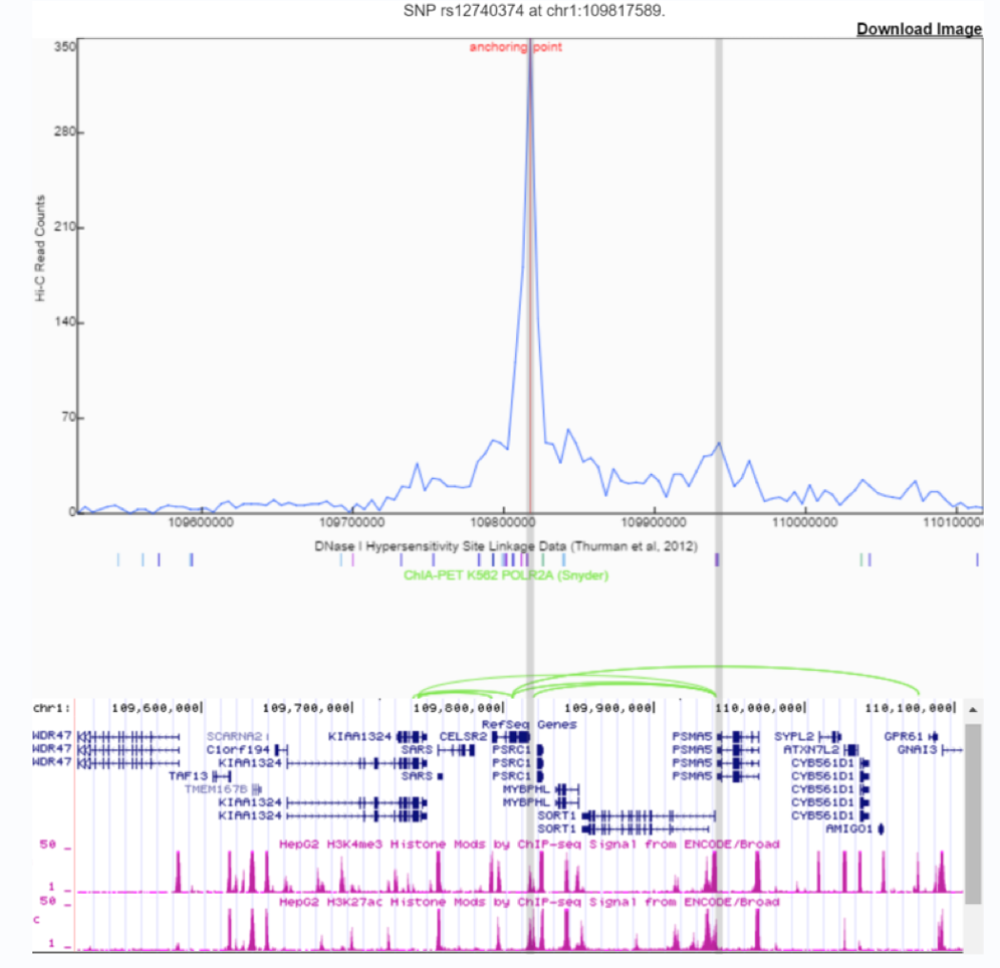 SNP rs12740374 at chr1:109817589.
Download Image
anchoring point
350
280
210
140
70
0
Hi-C Read Counts
109600000 109700000 109800000 109900000 110000000 11010000
DNase I Hypersensitivity Site Linkage Data (Thurman et al, 2012)
ChIA-PET K562 POLR2A (Snyder)
chr1: 109,600,000| 109,700,000| 109,800,000| 109,900,000| 110,000,000| 110,100,000|
RefSeq Genes
WDR47 SCARNA2 KIAA1324 CELSR2 PSMA5 SYPL2 GPR61
WDR47 C1orf194 SARS PSRC1 PSMA5 ATXN7L2 GNAI3
WDR47 KIAA1324 PSRC1 PSMA5 CYB561D1
TAF13 SARS PSRC1 PSMA5 CYB561D1
TMEM167B MYBPHL CYB561D1
KIAA1324 MYBPHL CYB561D1
KIAA1324 SORT1 CYB561D1
SORT1 AMIGO1
50 _ HepG2 H3K4me3 Histone Mods by ChIP-seq Signal from ENCODE/Broad
1 _
50 _ HepG2 H3K27ac Histone Mods by ChIP-seq Signal from ENCODE/Broad
c
1 _